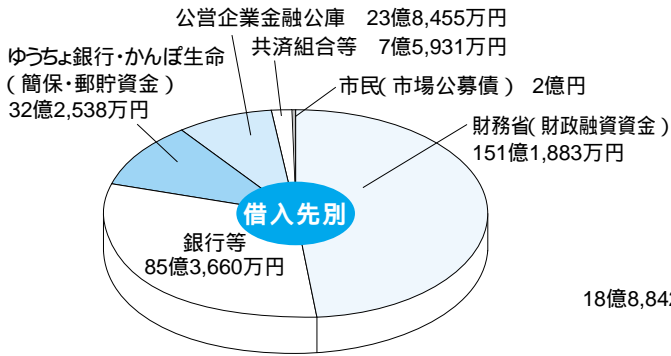 公営企業金融公庫 23億8,455万円
共済組合等 7億5,931万円
ゆうちょ銀行・かんぽ生命
(簡保・郵貯資金)
32億2,538万円
市民(市場公募債) 2億円
財務省(財政融資資金)
151億1,883万円
借入先別
銀行等
85億3,660万円
18億8,842